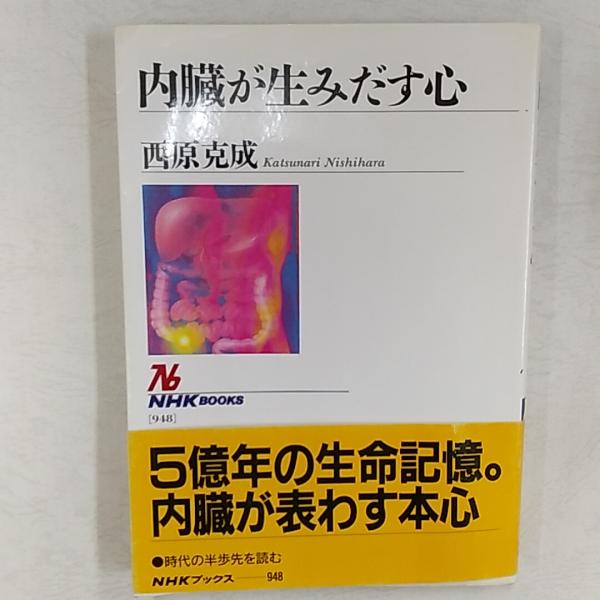 内臓が生みだす心
西原克成 Katsunari Nishihara
NHK BOOKS
[948]
5億年の生命記憶。
内臓が表わす本心
●時代の半歩先を読む
NHKブックス——948